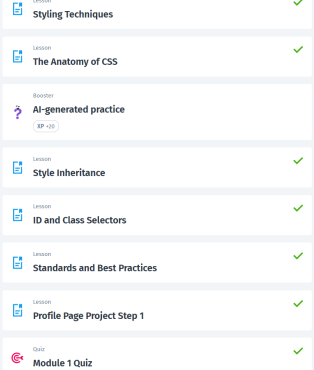 Lesson
Styling Techniques
Lesson
The Anatomy of CSS
Booster
AI-generated practice
XP +20
Lesson
Style Inheritance
Lesson
ID and Class Selectors
Lesson
Standards and Best Practices
Lesson
Profile Page Project Step 1
Quiz
Module 1 Quiz